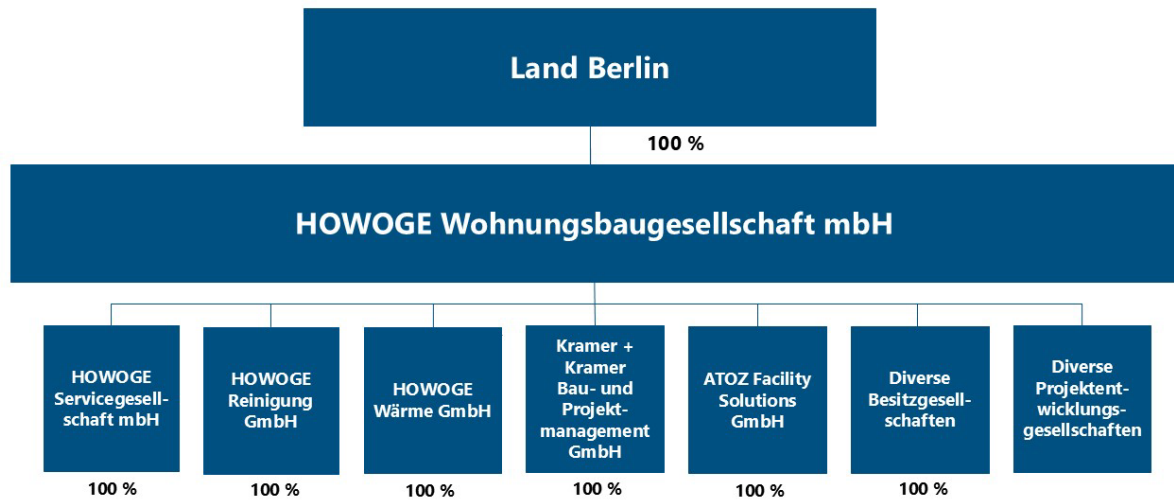 Land Berlin
100 %
HOWOGE Wohnungsbaugesellschaft mbH
HOWOGE
Servicegesell-
schaft mbH
100 %
HOWOGE
Reinigung
GmbH
100 %
HOWOGE
Wärme GmbH
100 %
Kramer +
Kramer
Bau- und
Projekt-
management
GmbH
100 %
ATOZ Facility
Solutions
GmbH
100 %
Diverse
Besitzgesell-
schaften
100 %
Diverse
Projektent-
wicklungs-
gesellschaften